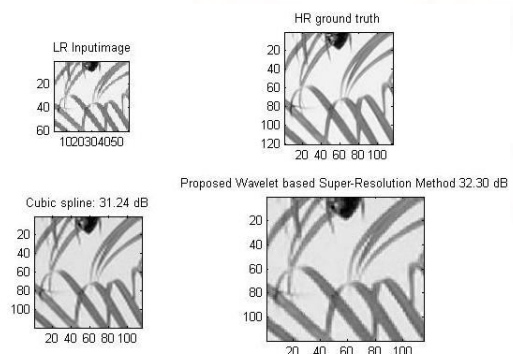 HR ground truth
LR Inputimage
20
40
60
1020304050
20
40
60
80
100
120
20 40 60 80 100
Proposed Wavelet based Super-Resolution Method 32.30 dB
Cubic spline: 31.24 dB
20
40
60
80
100
20 40 60 80 100
20
40
60
80
100
20 40 60 80 100